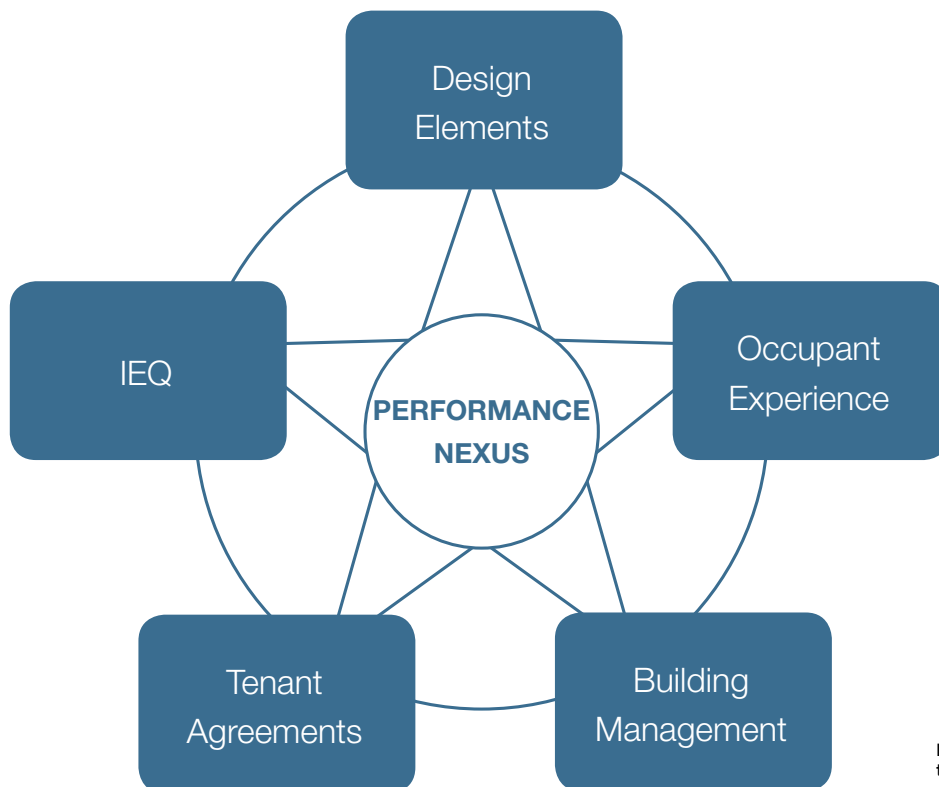 Design
Elements
Occupant
Experience
IEQ
PERFORMANCE
NEXUS
Building
Management
Tenant
Agreements